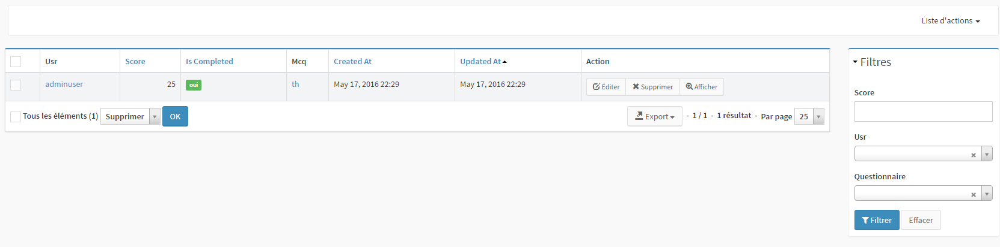 Liste d'actions
Usr Score Is Completed Mcq Created At Updated At Action
adminuser 25 oui th May 17, 2016 22:29 May 17, 2016 22:29 Éditer Supprimer Afficher
Tous les éléments (1) Supprimer OK Export - 1 / 1 - 1 résultat - Par page 25
Filtres
Score
Usr
Questionnaire
Filtrer Effacer